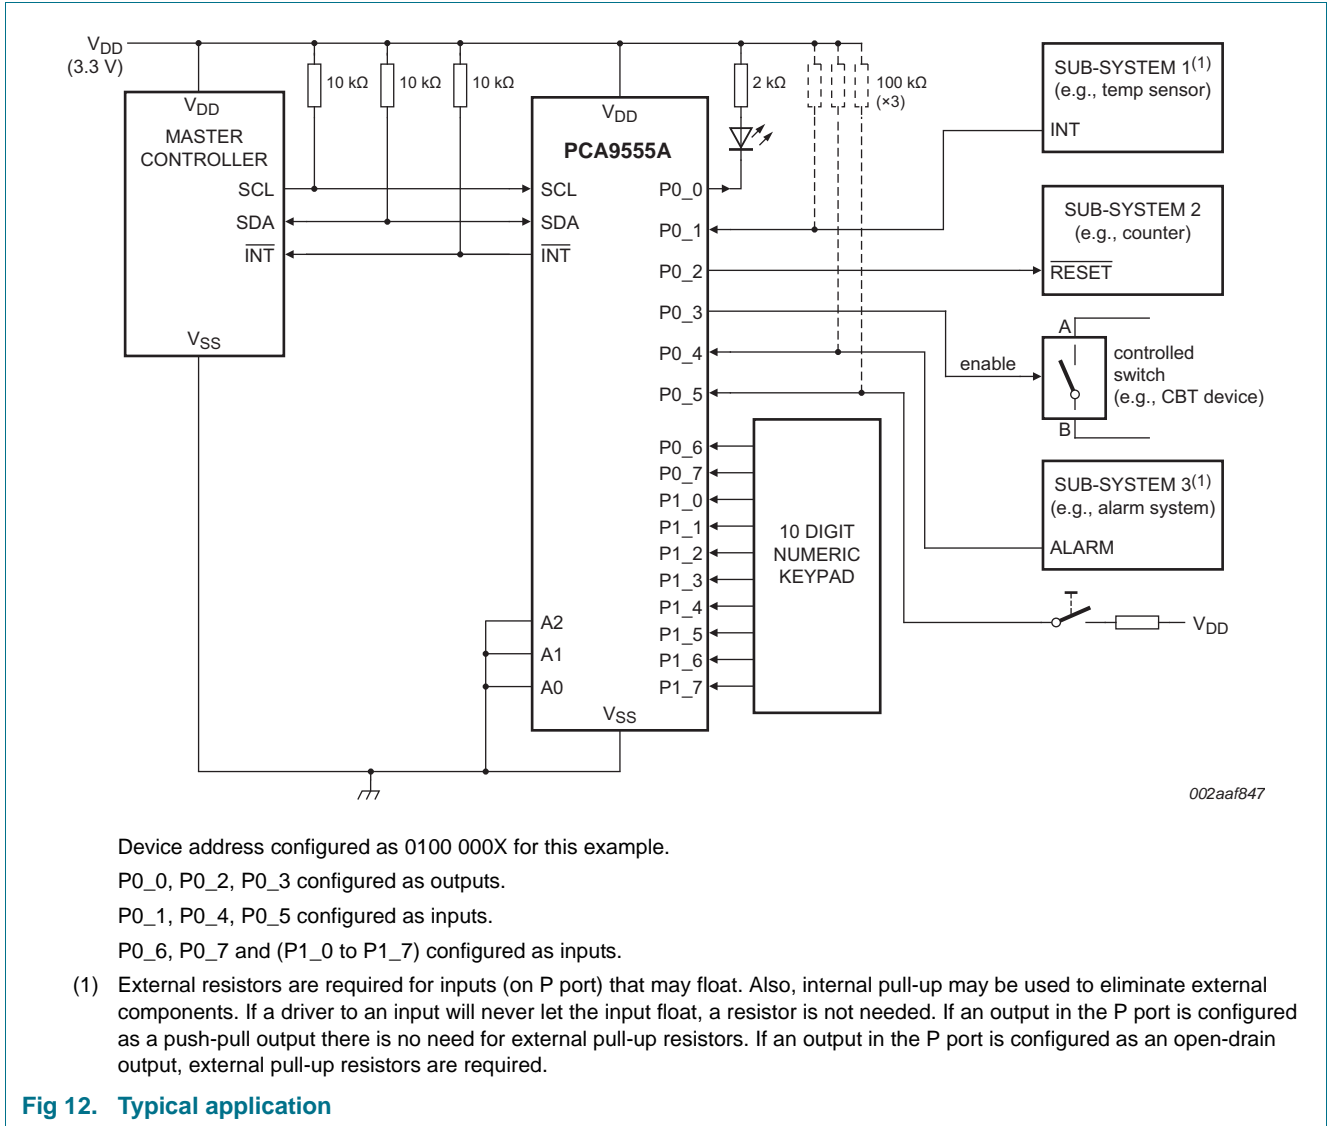 VDD
(3.3 V)
10 kΩ
10 kΩ
10 kΩ
2 kΩ
100 kΩ
(×3)
VDD
MASTER
CONTROLLER
SCL
SDA
INT
VSS
VDD
PCA9555A
SCL
SDA
INT
A2
A1
A0
VSS
P0_0
P0_1
P0_2
P0_3
P0_4
P0_5
P0_6
P0_7
P1_0
P1_1
P1_2
P1_3
P1_4
P1_5
P1_6
P1_7
10 DIGIT
NUMERIC
KEYPAD
SUB-SYSTEM 1(1)
(e.g., temp sensor)
INT
SUB-SYSTEM 2
(e.g., counter)
RESET
A
enable
controlled
switch
(e.g., CBT device)
B
SUB-SYSTEM 3(1)
(e.g., alarm system)
ALARM
VDD
002aaf847
Device address configured as 0100 000X for this example.
P0_0, P0_2, P0_3 configured as outputs.
P0_1, P0_4, P0_5 configured as inputs.
P0_6, P0_7 and (P1_0 to P1_7) configured as inputs.
(1) External resistors are required for inputs (on P port) that may float. Also, internal pull-up may be used to eliminate external
components. If a driver to an input will never let the input float, a resistor is not needed. If an output in the P port is configured
as a push-pull output there is no need for external pull-up resistors. If an output in the P port is configured as an open-drain
output, external pull-up resistors are required.
Fig 12. Typical application